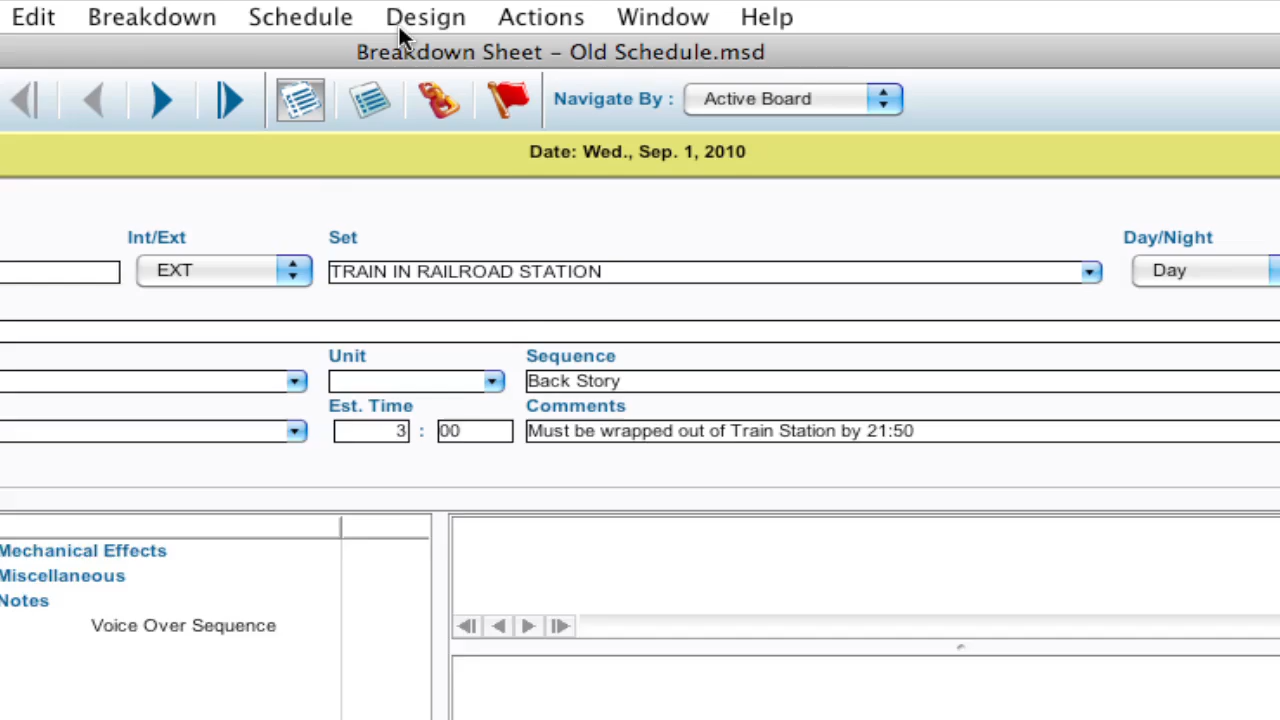 Edit Breakdown Schedule Design Actions Window Help
Breakdown Sheet – Old Schedule.msd
Navigate By : Active Board
Date: Wed., Sep. 1, 2010
Int/Ext Set Day/Night
EXT TRAIN IN RAILROAD STATION Day
Unit Sequence
Back Story
Est. Time Comments
3 : 00 Must be wrapped out of Train Station by 21:50
Mechanical Effects
Miscellaneous
Notes
Voice Over Sequence